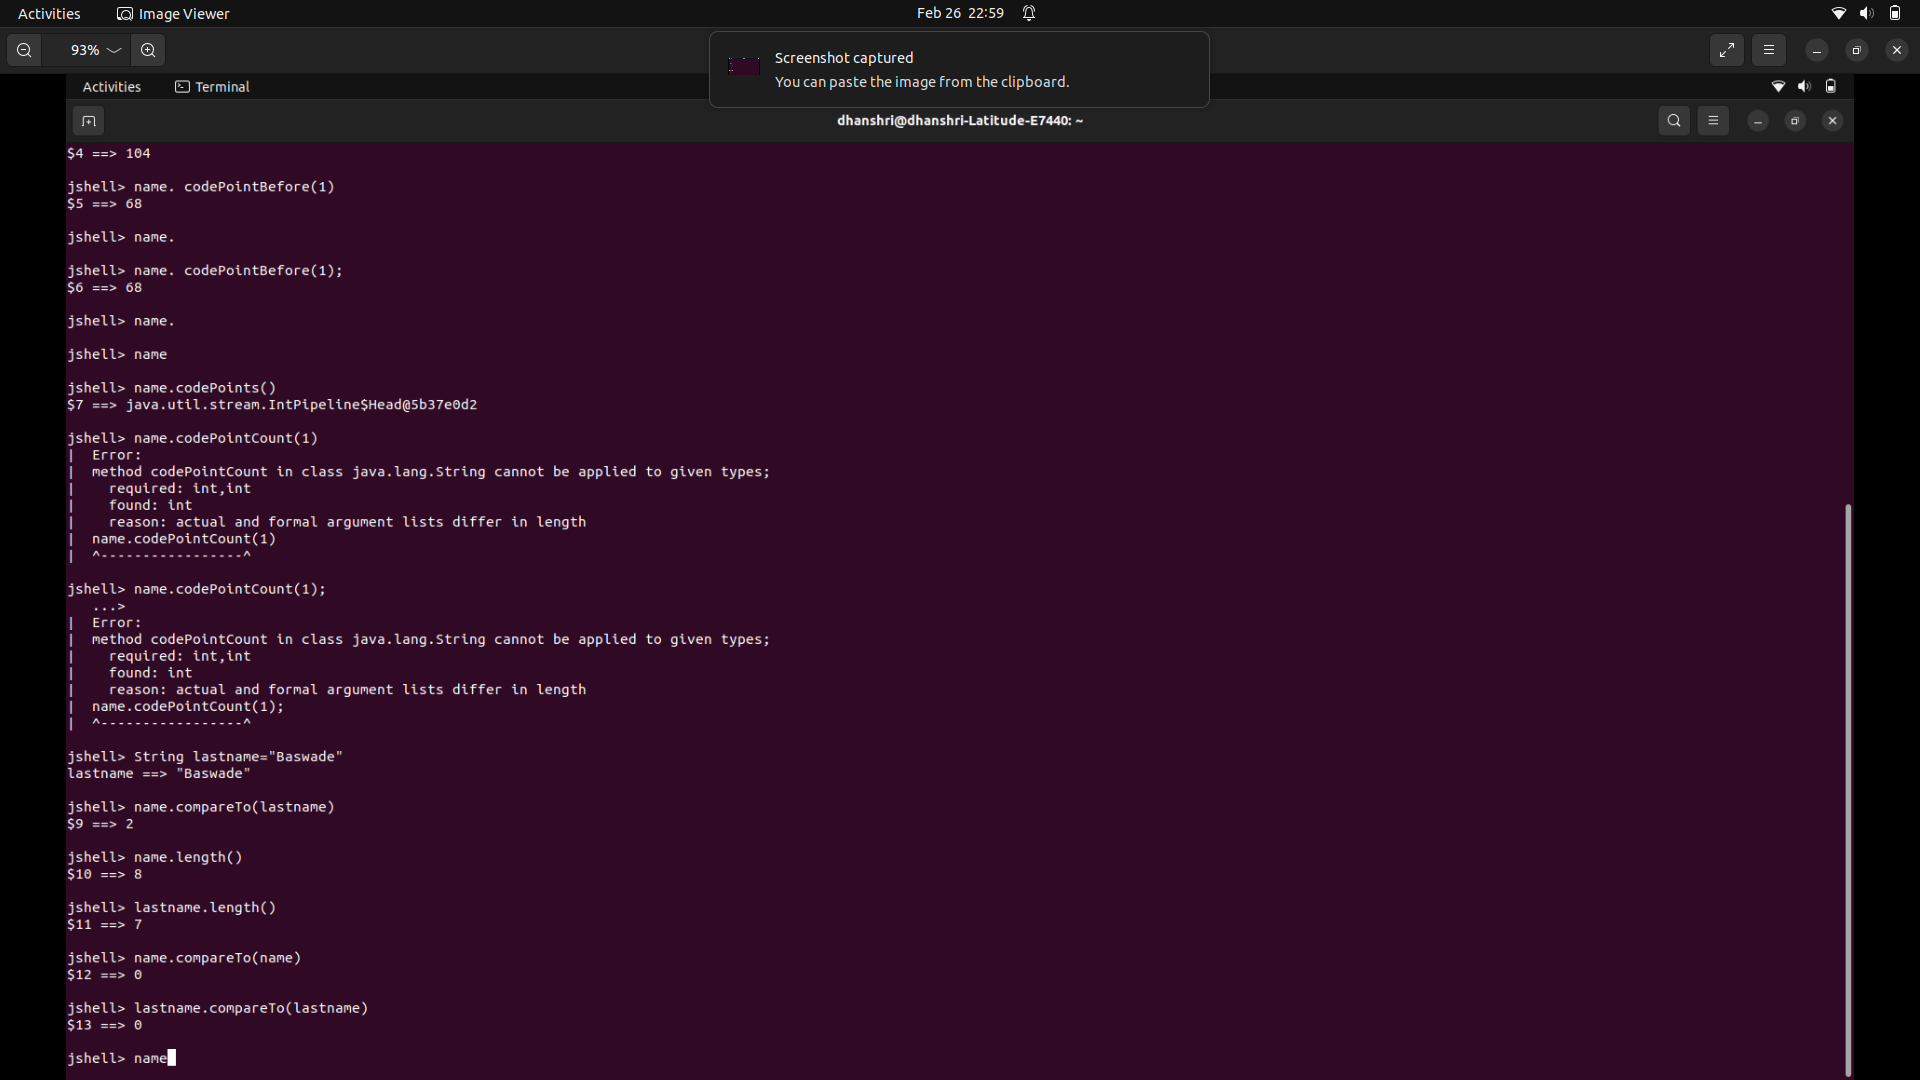 Activities Image Viewer Feb 26 22:59
93%
Screenshot captured
You can paste the image from the clipboard.
Activities Terminal
dhanshri@dhanshri-Latitude-E7440: ~
$4 ==> 104
jshell> name. codePointBefore(1)
$5 ==> 68
jshell> name.
jshell> name. codePointBefore(1);
$6 ==> 68
jshell> name.
jshell> name
jshell> name.codePoints()
$7 ==> java.util.stream.IntPipeline$Head@5b37e0d2
jshell> name.codePointCount(1)
|  Error:
|  method codePointCount in class java.lang.String cannot be applied to given types;
|    required: int,int
|    found: int
|    reason: actual and formal argument lists differ in length
|  name.codePointCount(1)
|  ^-----------------^
jshell> name.codePointCount(1);
   ...>
|  Error:
|  method codePointCount in class java.lang.String cannot be applied to given types;
|    required: int,int
|    found: int
|    reason: actual and formal argument lists differ in length
|  name.codePointCount(1);
|  ^-----------------^
jshell> String lastname="Baswade"
lastname ==> "Baswade"
jshell> name.compareTo(lastname)
$9 ==> 2
jshell> name.length()
$10 ==> 8
jshell> lastname.length()
$11 ==> 7
jshell> name.compareTo(name)
$12 ==> 0
jshell> lastname.compareTo(lastname)
$13 ==> 0
jshell> name